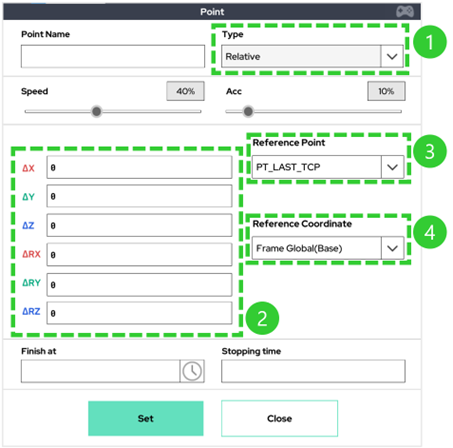 Point
Point Name
Type
Relative
1
Speed
40%
Acc
10%
Reference Point
PT_LAST_TCP
3
ΔX 0
ΔY 0
ΔZ 0
ΔRX 0
ΔRY 0
ΔRZ 0
2
Reference Coordinate
Frame Global(Base)
4
Finish at
Stopping time
Set
Close